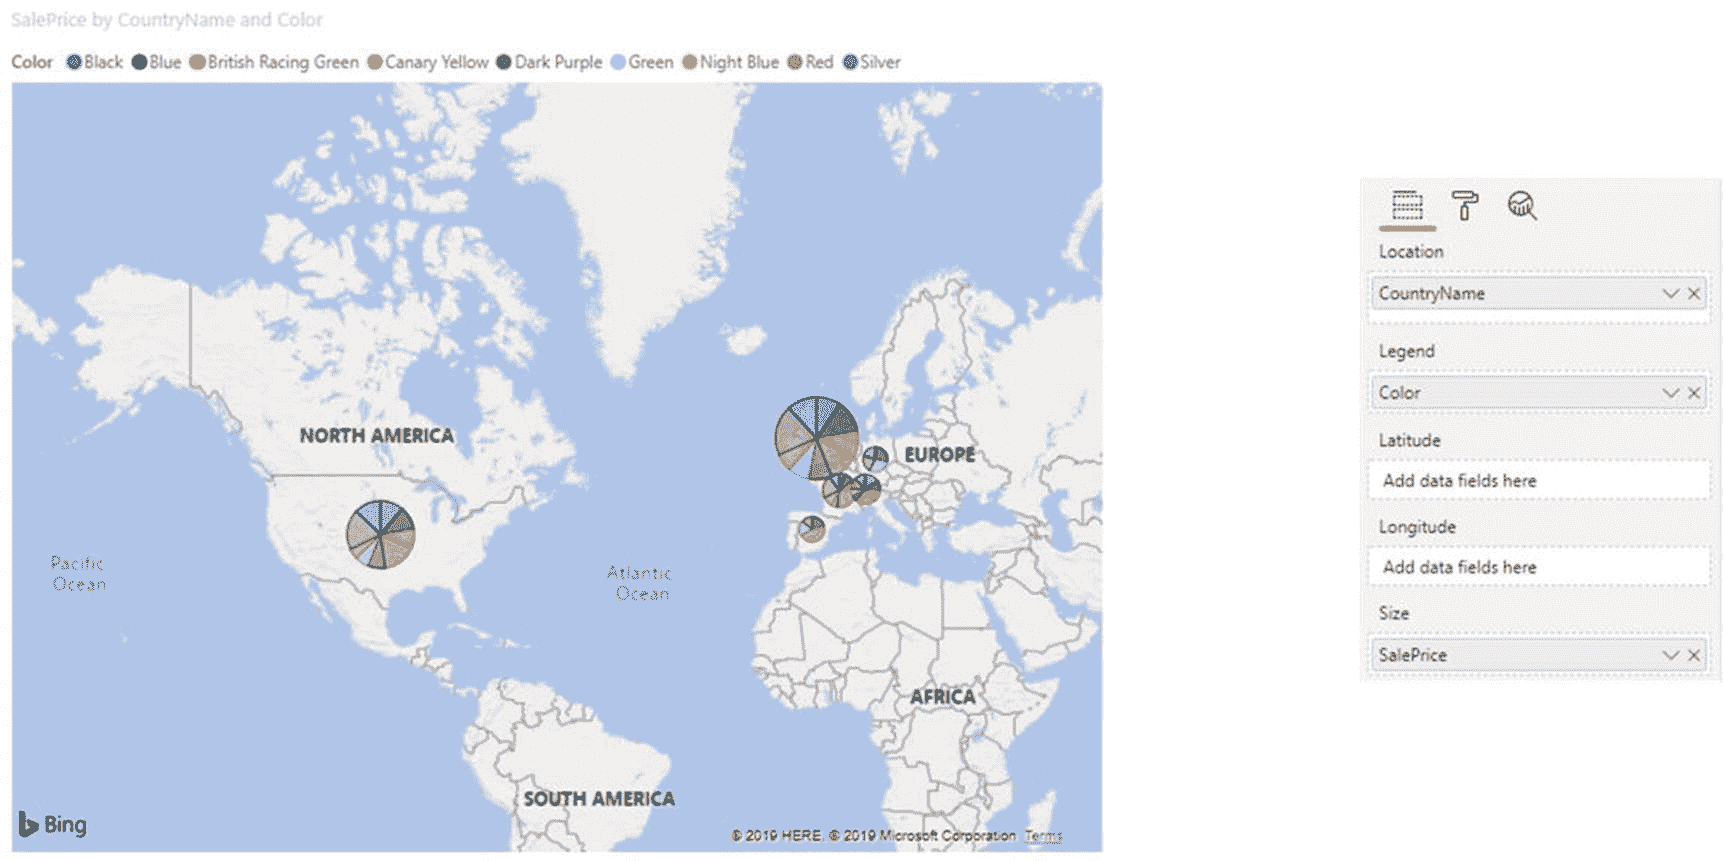 SalePrice by CountryName and Color
Color Black Blue British Racing Green Canary Yellow Dark Purple Green Night Blue Red Silver
NORTH AMERICA
EUROPE
Pacific
Ocean
Atlantic
Ocean
AFRICA
SOUTH AMERICA
Bing
© 2019 HERE, © 2019 Microsoft Corporation Terms
Location
CountryName
Legend
Color
Latitude
Add data fields here
Longitude
Add data fields here
Size
SalePrice